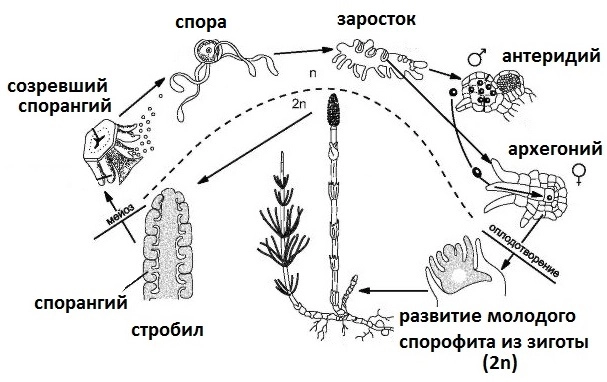 спора
заросток
♂
антеридий
созревший
спорангий
n
2n
архегоний
♀
мейоз
оплодотворение
спорангий
стробил
развитие молодого
спорофита из зиготы
(2n)